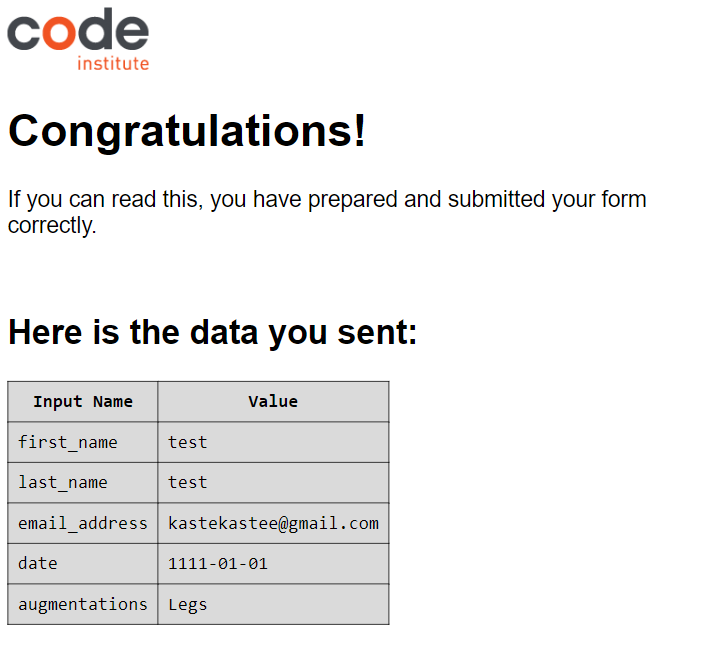 code
institute
Congratulations!
If you can read this, you have prepared and submitted your form
correctly.
Here is the data you sent:
Input Name Value
first_name test
last_name test
email_address kastekastee@gmail.com
date 1111-01-01
augmentations Legs